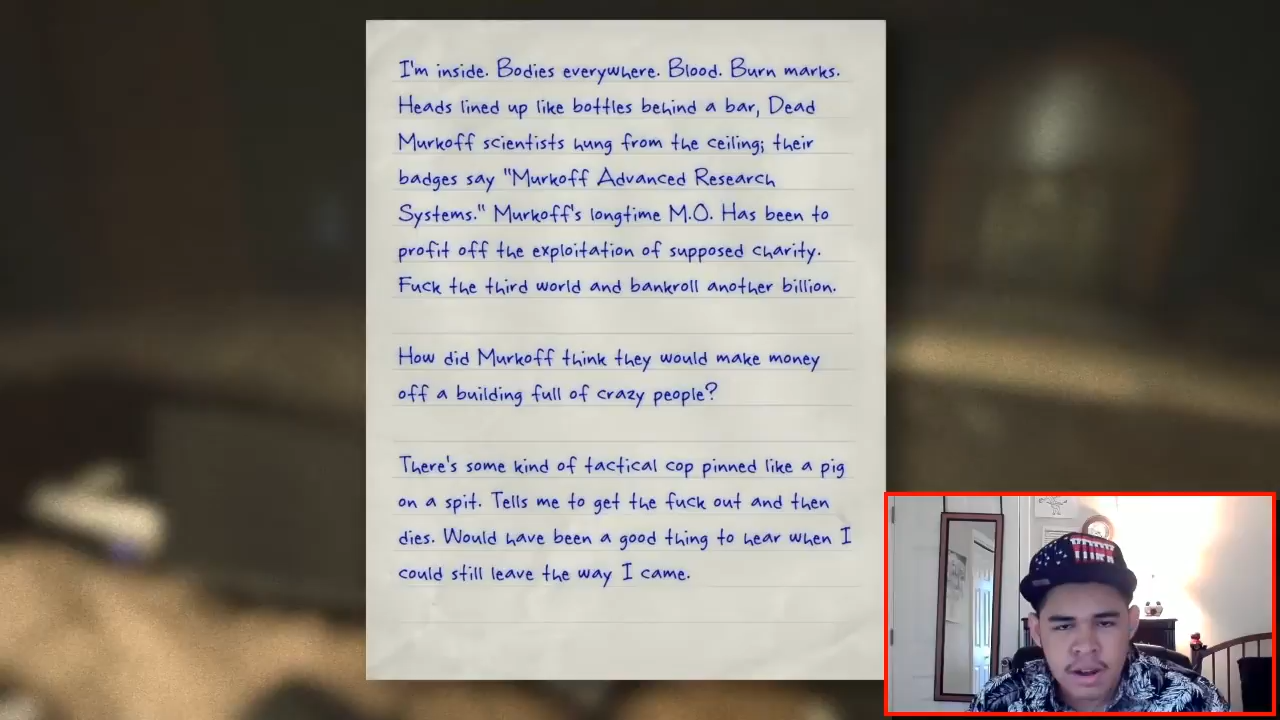 I'm inside. Bodies everywhere. Blood. Burn marks.
Heads lined up like bottles behind a bar, Dead
Murkoff scientists hung from the ceiling; their
badges say "Murkoff Advanced Research
Systems." Murkoff's longtime M.O. Has been to
profit off the exploitation of supposed charity.
Fuck the third world and bankroll another billion.
How did Murkoff think they would make money
off a building full of crazy people?
There's some kind of tactical cop pinned like a pig
on a spit. Tells me to get the fuck out and then
dies. Would have been a good thing to hear when I
could still leave the way I came.